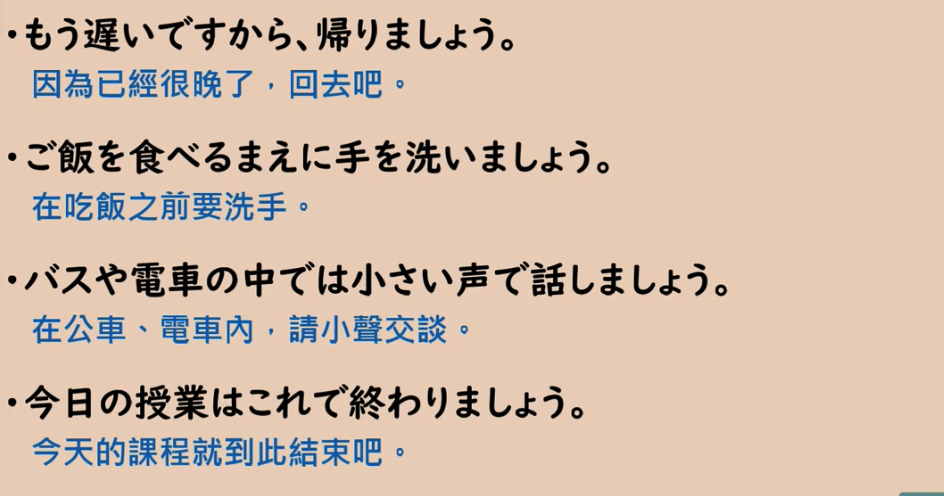 ・もう遅いですから、帰りましょう。
因為已經很晚了，回去吧。
・ご飯を食べるまえに手を洗いましょう。
在吃飯之前要洗手。
・バスや電車の中では小さい声で話しましょう。
在公車、電車內，請小聲交談。
・今日の授業はこれで終わりましょう。
今天的課程就到此結束吧。